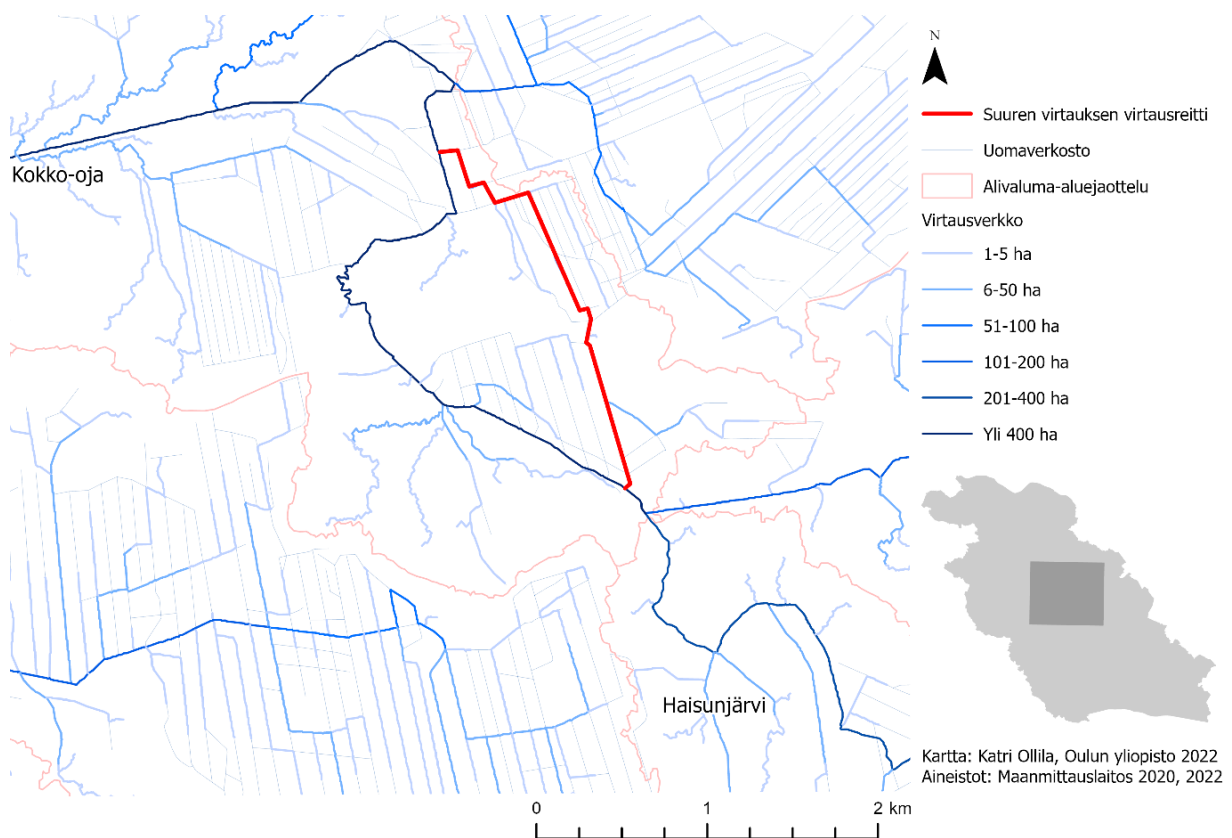 N
Suuren virtauksen virtausreitti
Uomaverkosto
Alivaluma-aluejaottelu
Virtausverkko
1-5 ha
6-50 ha
51-100 ha
101-200 ha
201-400 ha
Yli 400 ha
Kokko-oja
Haisunjärvi
Kartta: Katri Ollila, Oulun yliopisto 2022
Aineistot: Maanmittauslaitos 2020, 2022
0 1 2 km